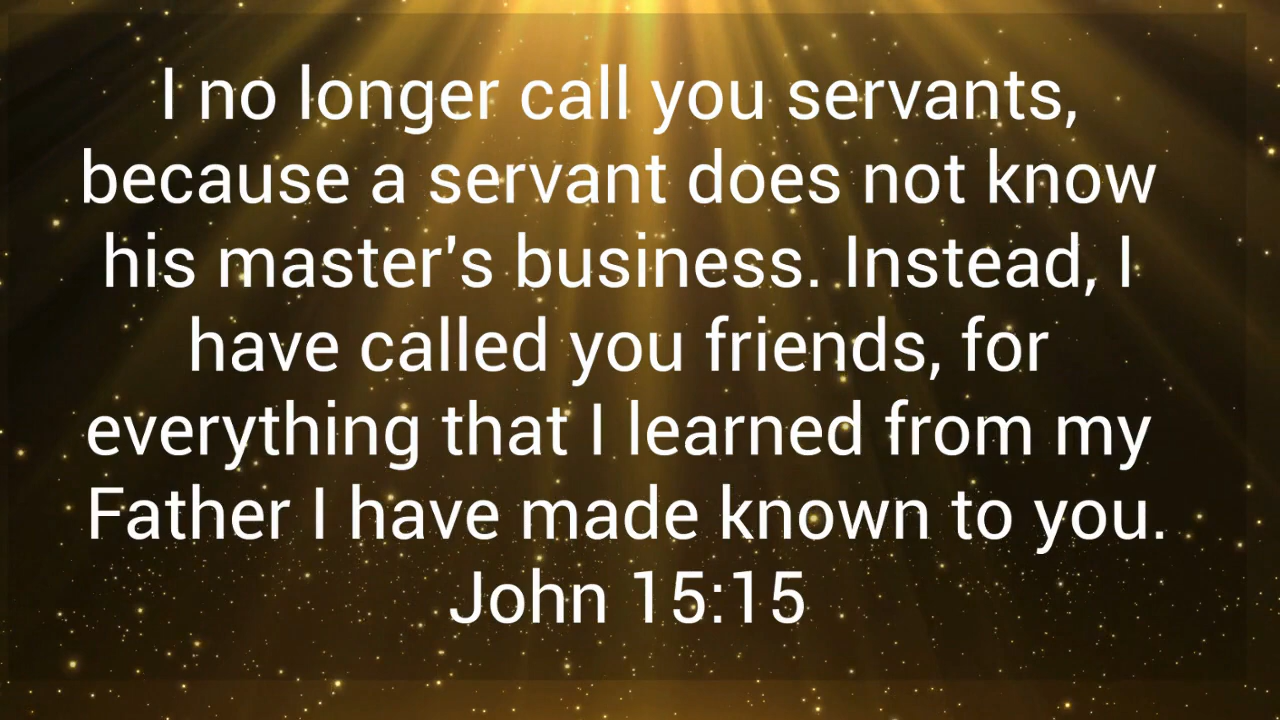 I no longer call you servants,
because a servant does not know
his master's business. Instead, I
have called you friends, for
everything that I learned from my
Father I have made known to you.
John 15:15